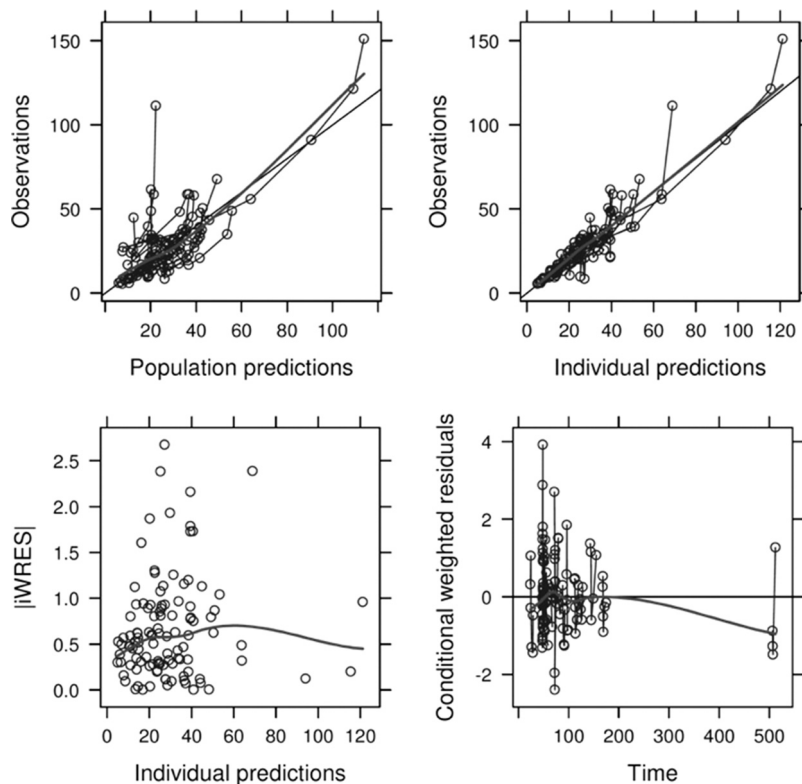 150
100
50
0
Observations
20 40 60 80 100
Population predictions
150
100
50
0
Observations
0 20 40 60 80 100 120
Individual predictions
2.5
2.0
1.5
1.0
0.5
0.0
|iWRES|
0 20 40 60 80 100 120
Individual predictions
4
2
0
-2
Conditional weighted residuals
100 200 300 400 500
Time